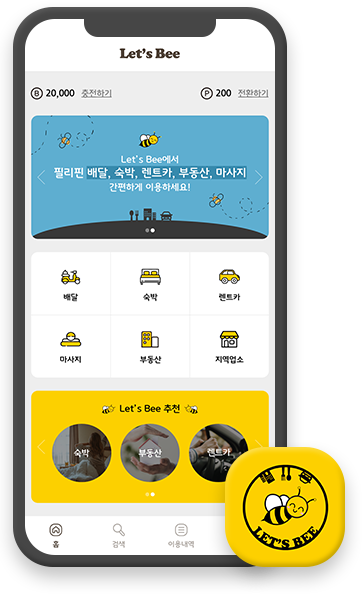 Let's Bee
B 20,000 충전하기
P 200 전환하기
Let's Bee에서
필리핀 배달, 숙박, 렌트카, 부동산, 마사지
간편하게 이용하세요!
배달
숙박
렌트카
마사지
부동산
지역업소
Let's Bee 추천
숙박
부동산
렌트카
홈
검색
이용내역
LET'S BEE